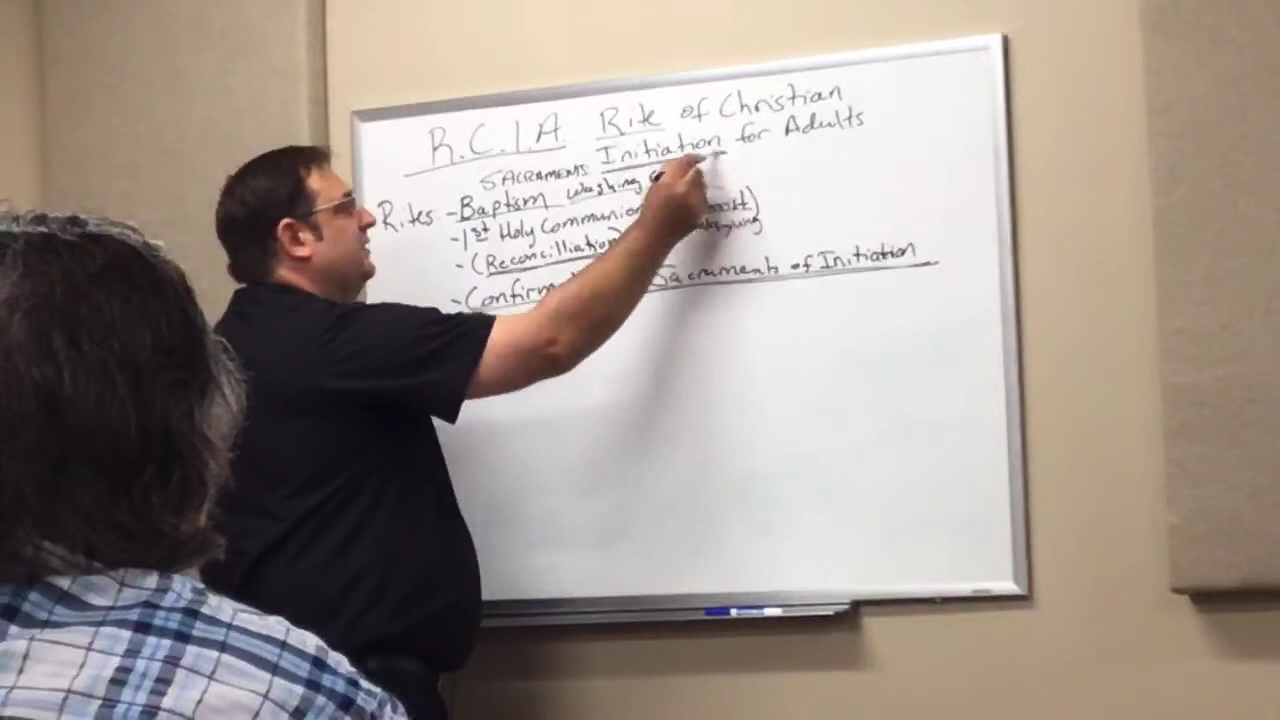 R.C.I.A. Rite of Christian
Initiation for Adults
SACRAMENTS
Rites - Baptism washing
- 1st Holy Communion
- (Reconciliation)
- Confirm Sacraments of Initiation